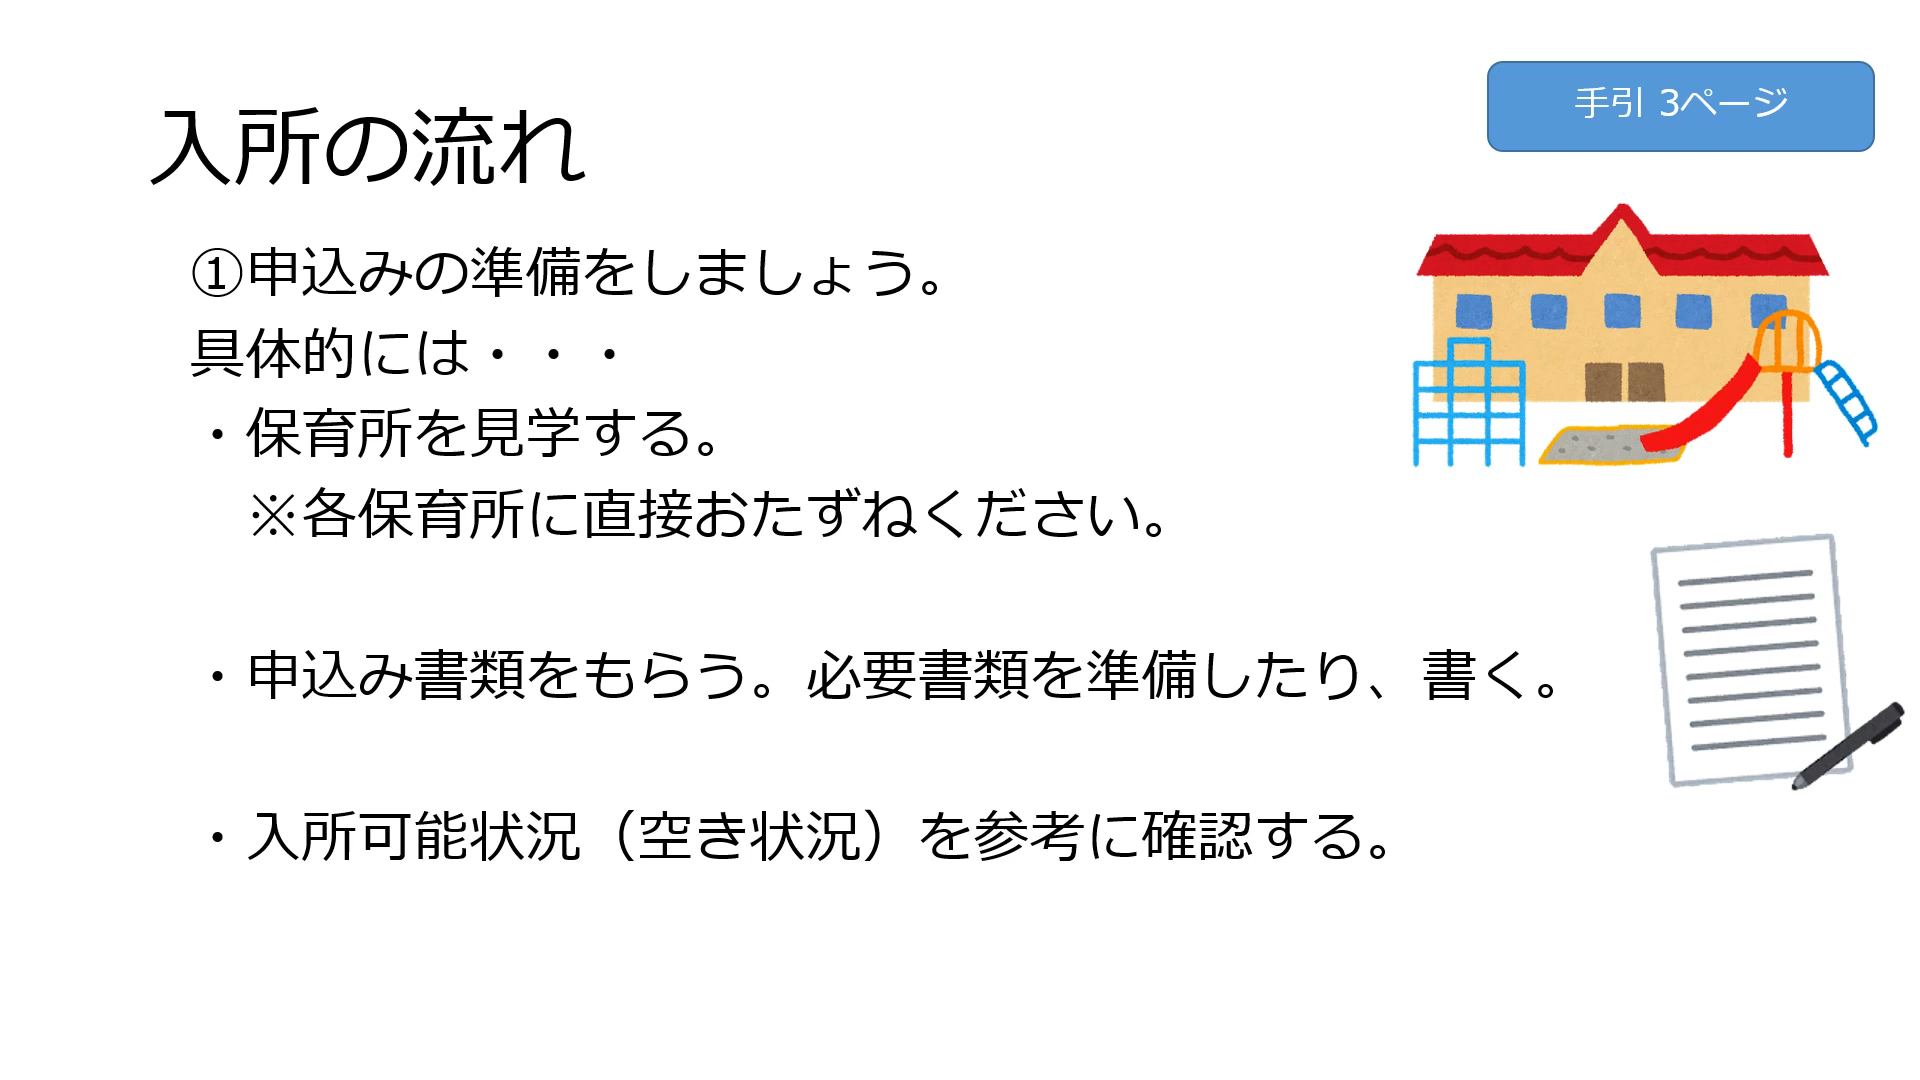 手引 3ページ
入所の流れ
①申込みの準備をしましょう。
具体的には・・・
・保育所を見学する。
※各保育所に直接おたずねください。
・申込み書類をもらう。必要書類を準備したり、書く。
・入所可能状況（空き状況）を参考に確認する。